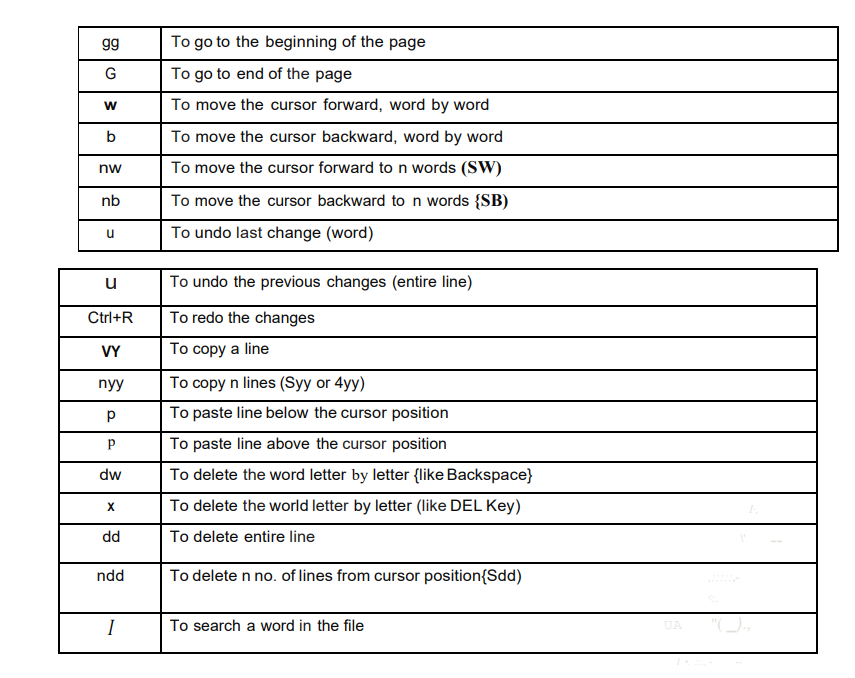 gg To go to the beginning of the page
G To go to end of the page
w To move the cursor forward, word by word
b To move the cursor backward, word by word
nw To move the cursor forward to n words (SW)
nb To move the cursor backward to n words {SB)
u To undo last change (word)
u To undo the previous changes (entire line)
Ctrl+R To redo the changes
VY To copy a line
nyy To copy n lines (Syy or 4yy)
p To paste line below the cursor position
p To paste line above the cursor position
dw To delete the word letter by letter {like Backspace}
x To delete the world letter by letter (like DEL Key)
dd To delete entire line
ndd To delete n no. of lines from cursor position{Sdd)
I To search a word in the file
UA